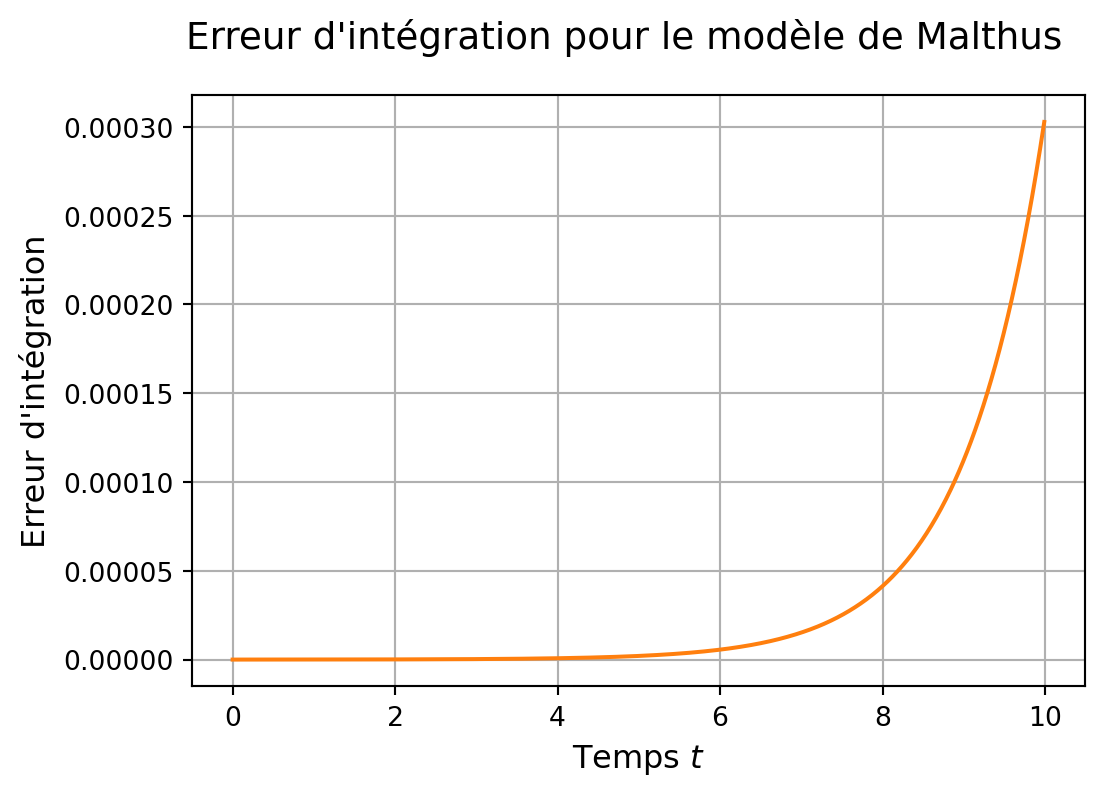 Erreur d'intégration pour le modèle de Malthus
Erreur d'intégration
0.00030
0.00025
0.00020
0.00015
0.00010
0.00005
0.00000
0 2 4 6 8 10
Temps t